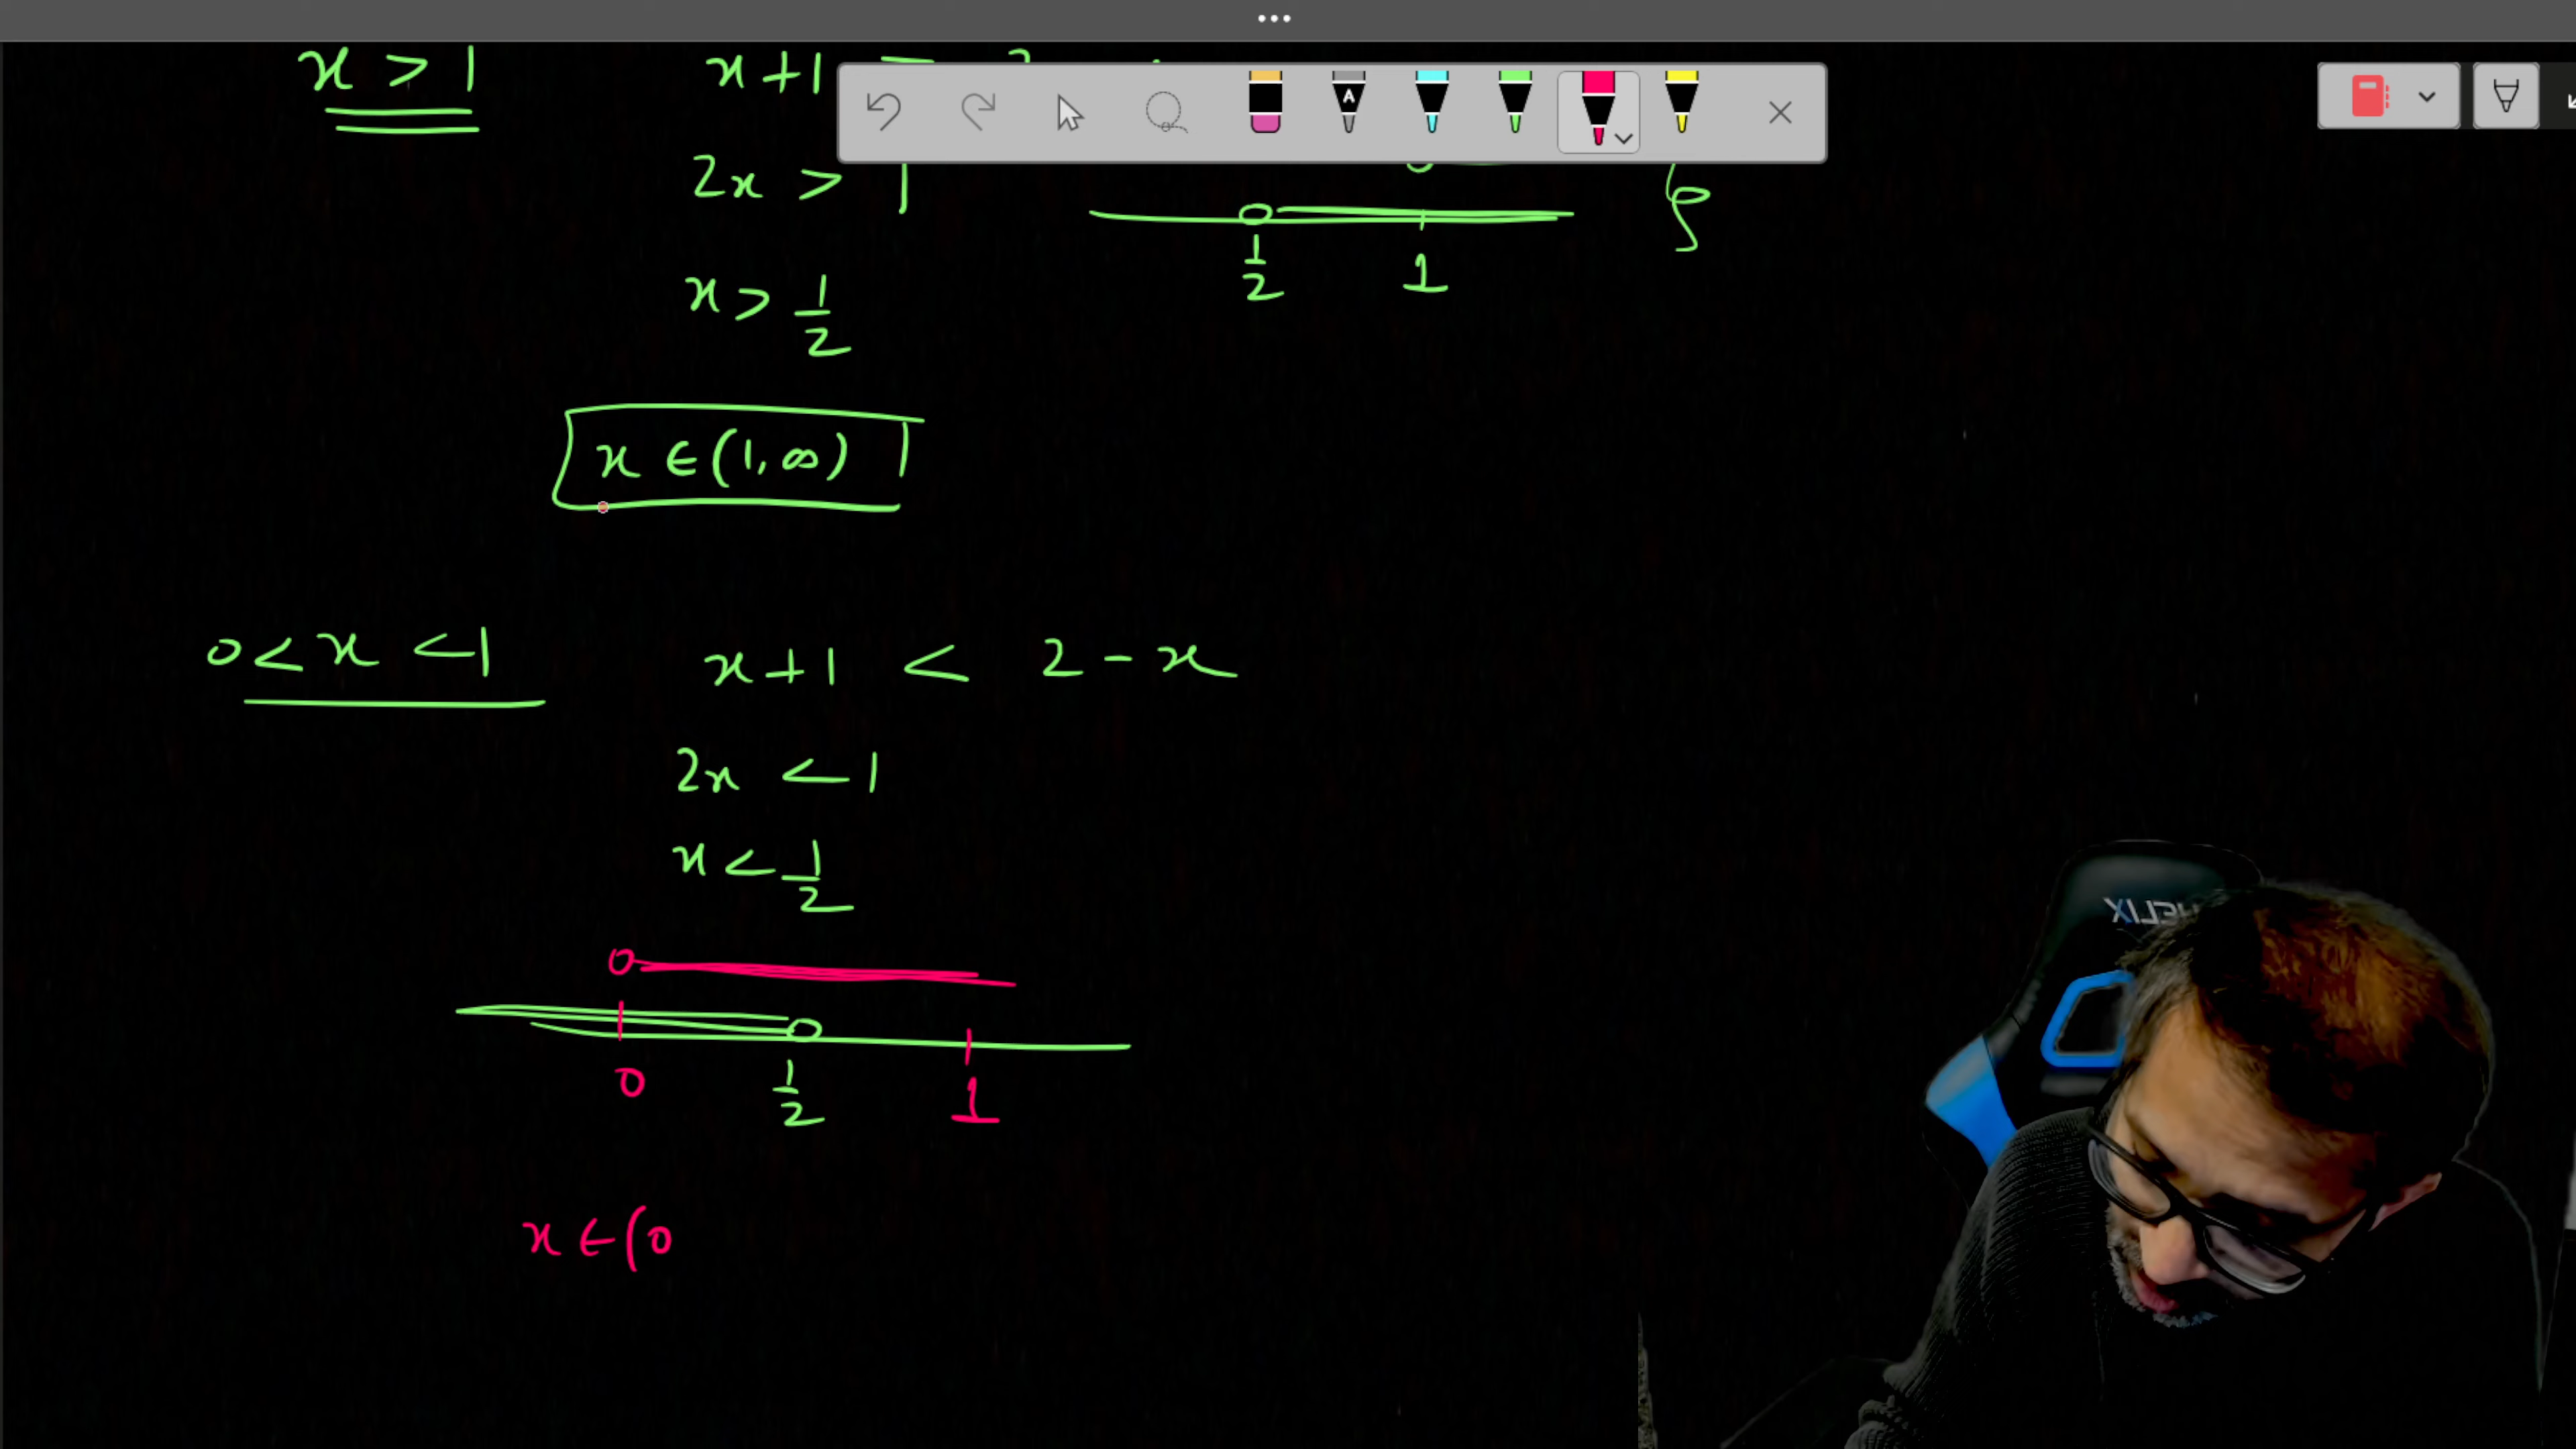 x > 1
x+1
2x > 1
1/2 1
x > 1/2
x ∈ (1, ∞)
0 < x < 1
x+1 < 2 - x
2x < 1
x < 1/2
0 1/2 1
x ∈ (0
A
HELIX